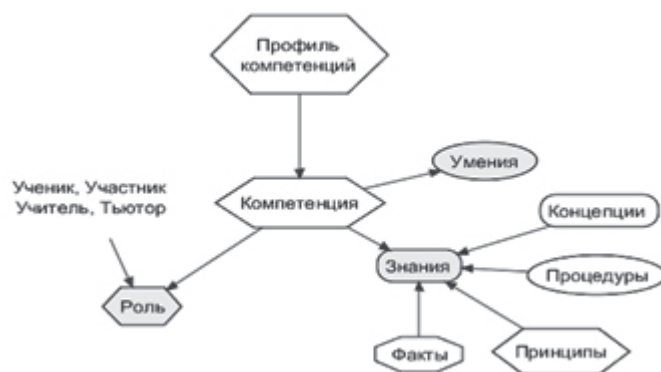 Профиль
компетенций
Умения
Ученик, Участник
Учитель, Тьютор
Компетенция
Концепции
Знания
Процедуры
Роль
Факты
Принципы